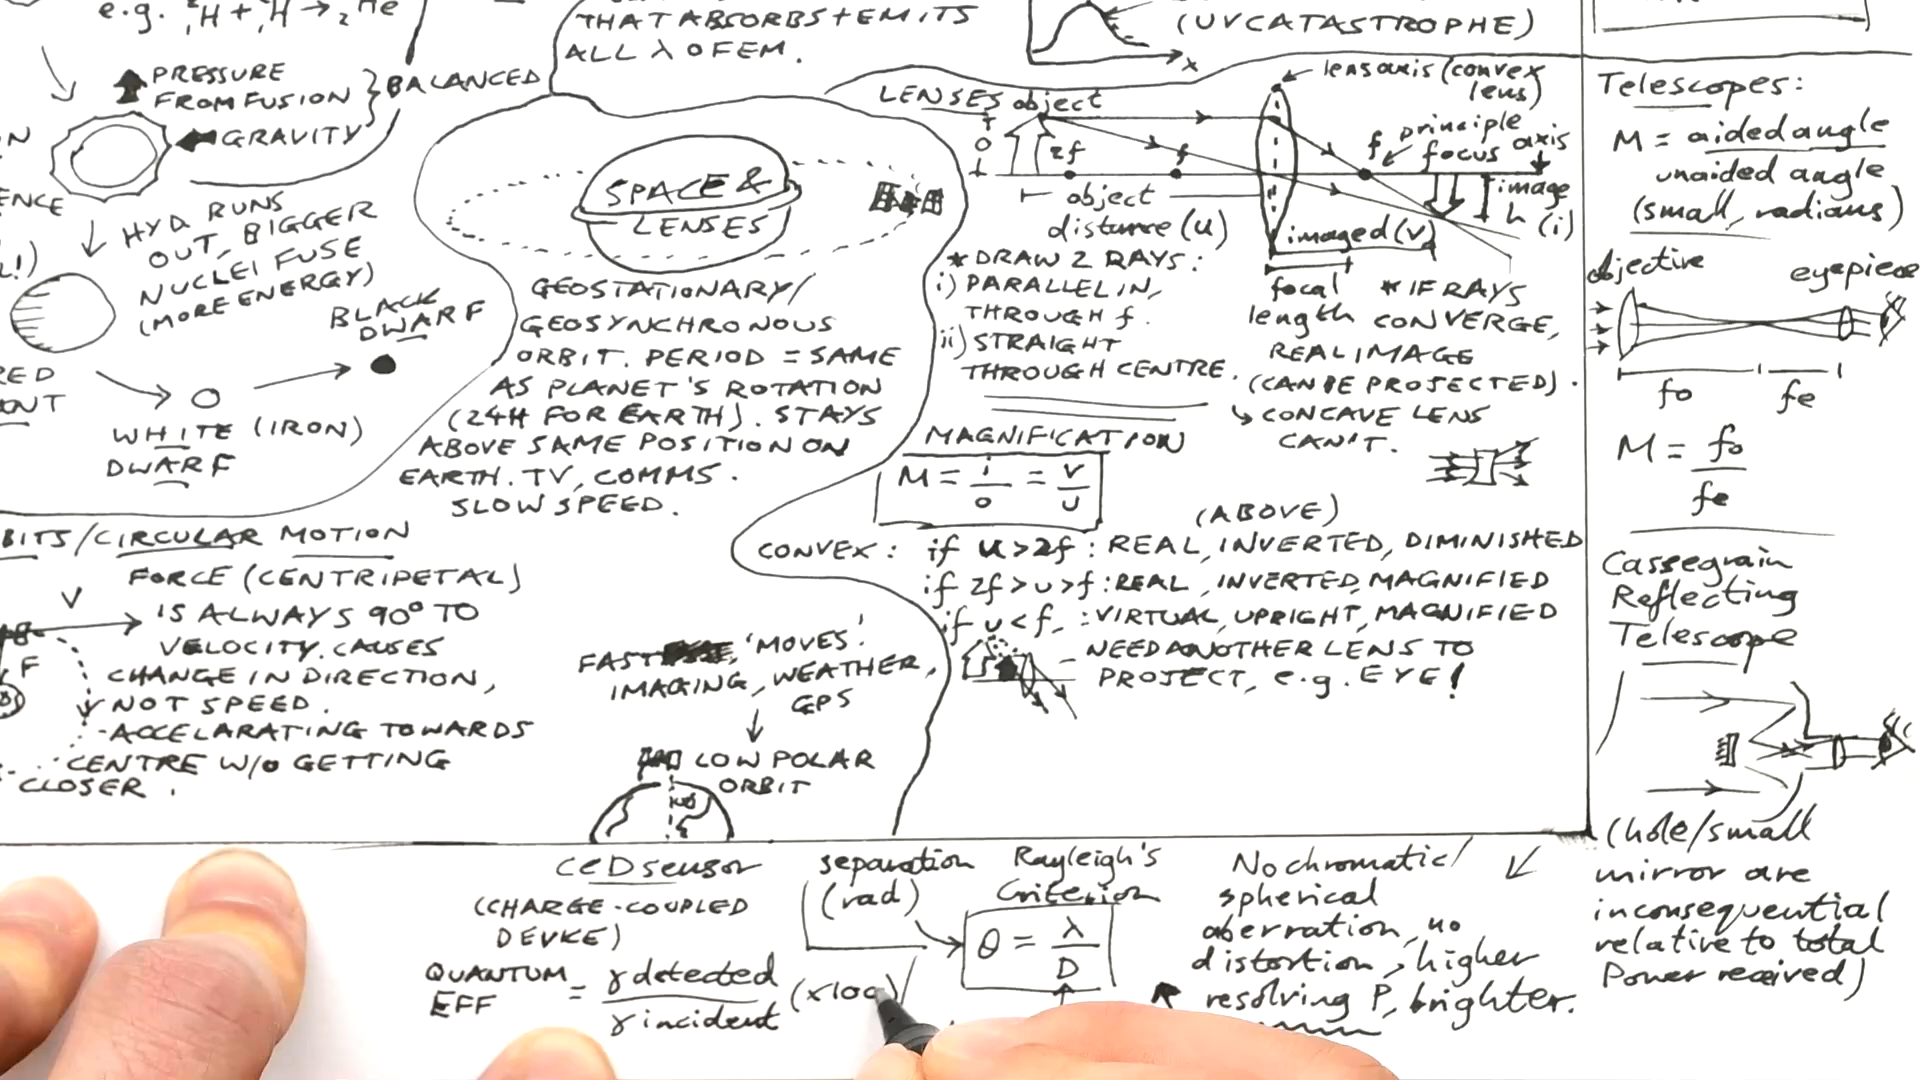 e.g. ²₁H + ²₁H → ₂He
PRESSURE
FROM FUSION
GRAVITY
BALANCED
ENCE
HYD RUNS
OUT, BIGGER
NUCLEI FUSE
(MORE ENERGY)
L!)
BLACK
DWARF
RED
WHITE (IRON)
DWARF
THAT ABSORBS + EMITS
ALL λ OF EM.
x
(UV CATASTROPHE)
SPACE &
LENSES
GEOSTATIONARY/
GEOSYNCHRONOUS
ORBIT. PERIOD = SAME
AS PLANET'S ROTATION
(24H FOR EARTH). STAYS
ABOVE SAME POSITION ON
EARTH. TV, COMMS.
SLOW SPEED.
BITS/CIRCULAR MOTION
FORCE (CENTRIPETAL)
IS ALWAYS 90° TO
VELOCITY. CAUSES
CHANGE IN DIRECTION,
NOT SPEED.
- ACCELARATING TOWARDS
CENTRE W/O GETTING
CLOSER.
V
F
FAST, 'MOVES'.
IMAGING, WEATHER,
GPS
LOW POLAR
ORBIT
LENSES
object
lens axis (convex
lens)
2f
f
f
principle
focus
axis
object
distance (u)
image
h (i)
image d (v)
focal
length
* DRAW 2 RAYS:
i) PARALLEL IN,
THROUGH f.
ii) STRAIGHT
THROUGH CENTRE.
* IF RAYS
CONVERGE,
REAL IMAGE
(CAN BE PROJECTED).
↳ CONCAVE LENS
CAN'T.
MAGNIFICATION
M = i/o = v/u
(ABOVE)
CONVEX: if u > 2f : REAL, INVERTED, DIMINISHED
if 2f > u > f : REAL, INVERTED, MAGNIFIED
if u < f, : VIRTUAL, UPRIGHT, MAGNIFIED
- NEED ANOTHER LENS TO
PROJECT, e.g. EYE!
Telescopes:
M = aided angle
unaided angle
(small, radians)
objective
eyepiece
fo
fe
M = fo
fe
Cassegrain
Reflecting
Telescope
(hole/small
mirror are
inconsequential
relative to total
Power received)
No chromatic/
spherical
aberration, no
distortion, higher
resolving P, brighter.
Rayleigh's
Criterion
θ = λ
D
separation
(rad)
CCD sensor
(CHARGE-COUPLED
DEVICE)
QUANTUM
EFF
= γ detected
γ incident
(x100)